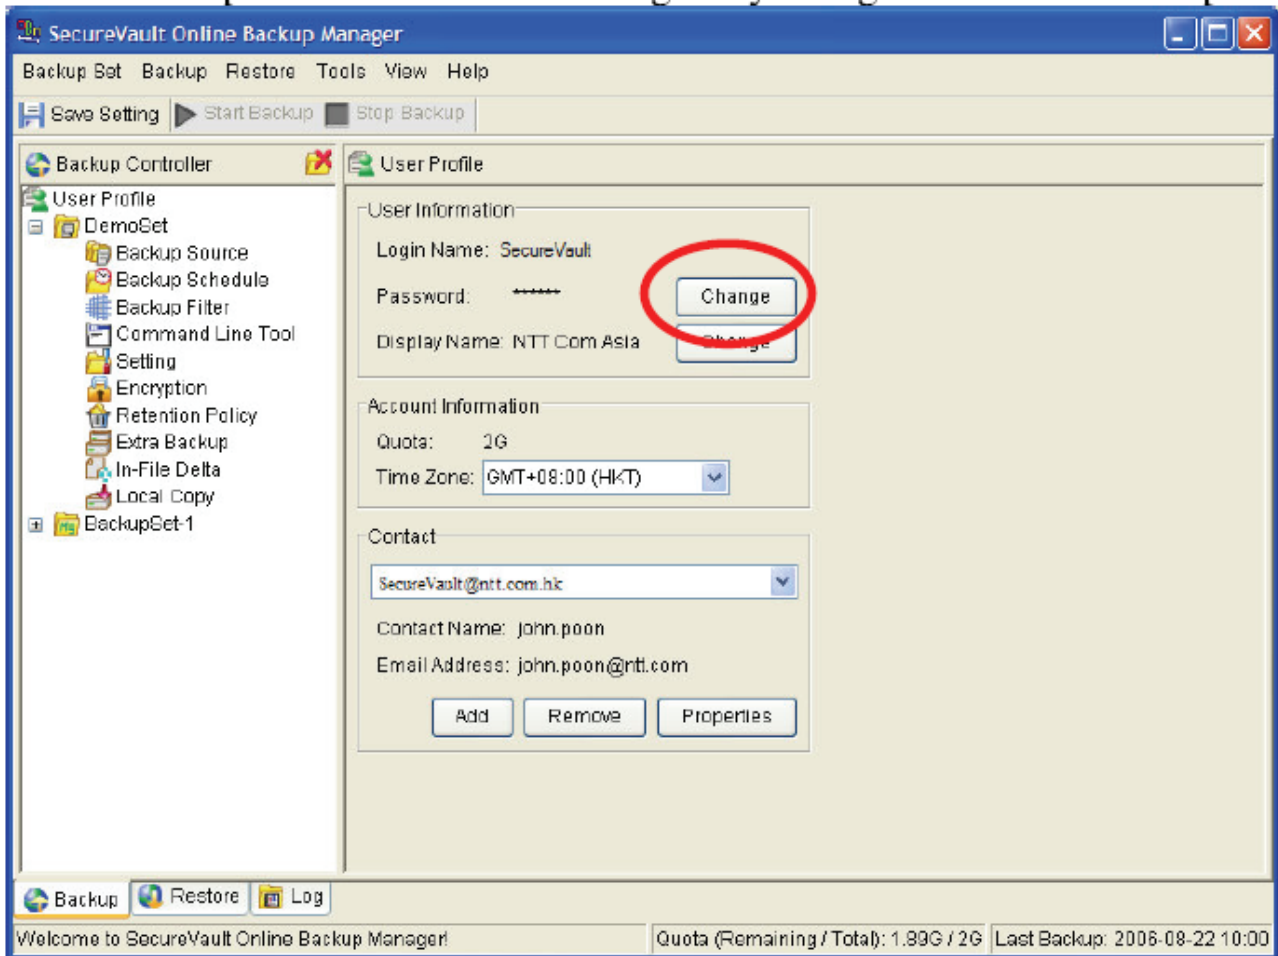 SecureVault Online Backup Manager
Backup Set Backup Restore Tools View Help
Save Setting Start Backup Stop Backup
Backup Controller
User Profile
DemoSet
Backup Source
Backup Schedule
Backup Filter
Command Line Tool
Setting
Encryption
Retention Policy
Extra Backup
In-File Delta
Local Copy
BackupSet-1
User Profile
User Information
Login Name: SecureVault
Password: ****** Change
Display Name: NTT Com Asia Change
Account Information
Quota: 2G
Time Zone: GMT+08:00 (HKT)
Contact
SecureVault@ntt.com.hk
Contact Name: john.poon
Email Address: john.poon@ntt.com
Add Remove Properties
Backup Restore Log
Welcome to SecureVault Online Backup Manager! Quota (Remaining / Total): 1.89G / 2G Last Backup: 2006-08-22 10:00